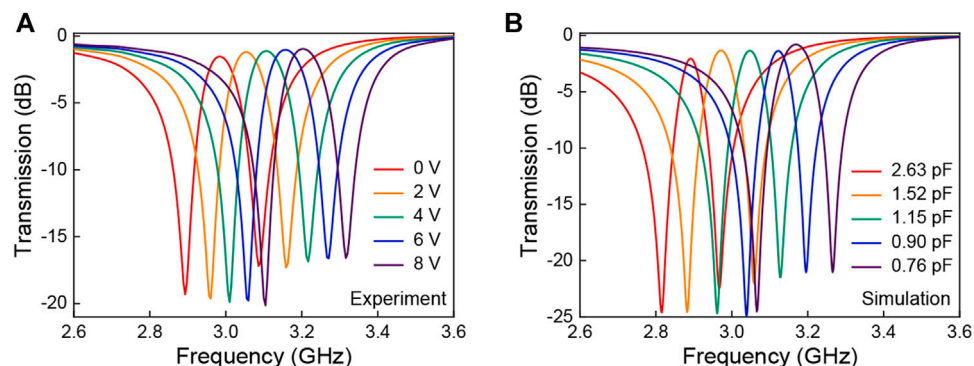 A
Transmission (dB)
0
-5
-10
-15
-20
0 V
2 V
4 V
6 V
8 V
Experiment
2.6 2.8 3.0 3.2 3.4 3.6
Frequency (GHz)
B
Transmission (dB)
0
-5
-10
-15
-20
-25
2.63 pF
1.52 pF
1.15 pF
0.90 pF
0.76 pF
Simulation
2.6 2.8 3.0 3.2 3.4 3.6
Frequency (GHz)